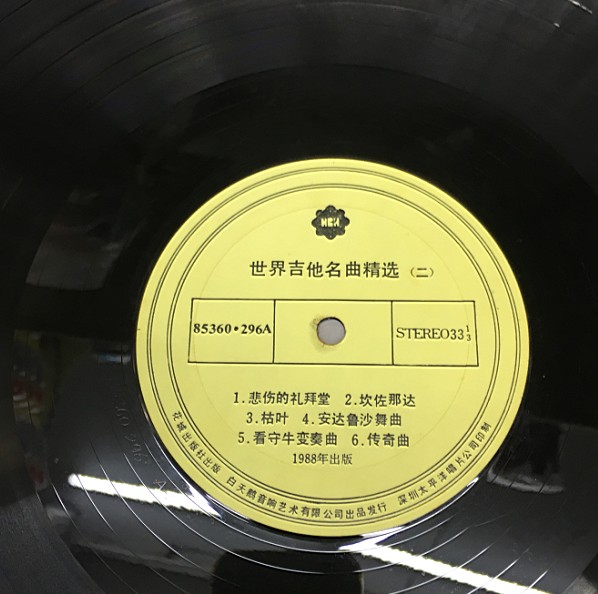 世界吉他名曲精选（二）
85360•296A
STEREO33⅓
1.悲伤的礼拜堂 2.坎佐那达
3.枯叶 4.安达鲁沙舞曲
5.看守牛变奏曲 6.传奇曲
1988年出版
花城出版社出版 白天鹅音响艺术有限公司出品发行 深圳太平洋唱片公司印制